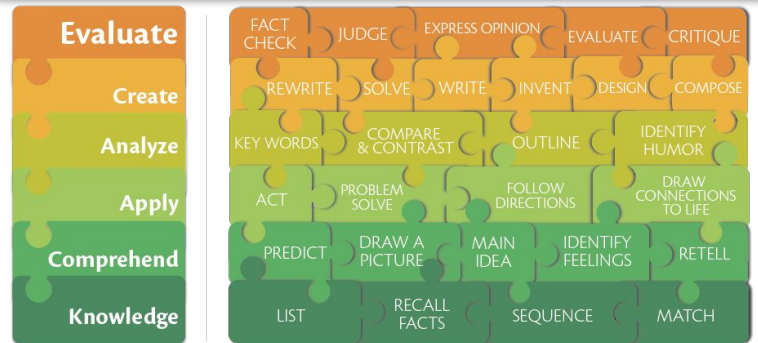 Evaluate
FACT
CHECK
JUDGE
EXPRESS OPINION
EVALUATE
CRITIQUE
Create
REWRITE
SOLVE
WRITE
INVENT
DESIGN
COMPOSE
Analyze
KEY WORDS
COMPARE
& CONTRAST
OUTLINE
IDENTIFY
HUMOR
Apply
ACT
PROBLEM
SOLVE
FOLLOW
DIRECTIONS
DRAW
CONNECTIONS
TO LIFE
Comprehend
PREDICT
DRAW A
PICTURE
MAIN
IDEA
IDENTIFY
FEELINGS
RETELL
Knowledge
LIST
RECALL
FACTS
SEQUENCE
MATCH